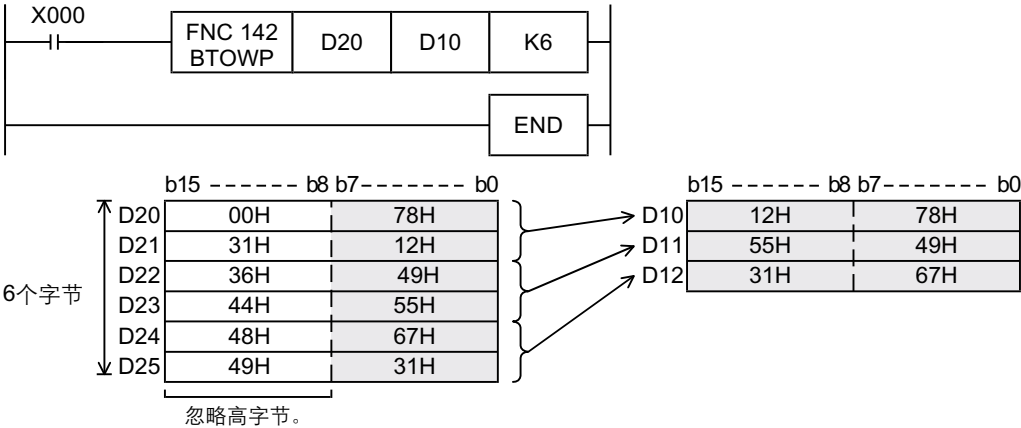 X000
FNC 142 BTOWP D20 D10 K6
END
b15 ------ b8 b7------- b0 b15 ------ b8 b7------- b0
D20 00H 78H D10 12H 78H
D21 31H 12H D11 55H 49H
D22 36H 49H D12 31H 67H
6个字节
D23 44H 55H
D24 48H 67H
D25 49H 31H
忽略高字节。